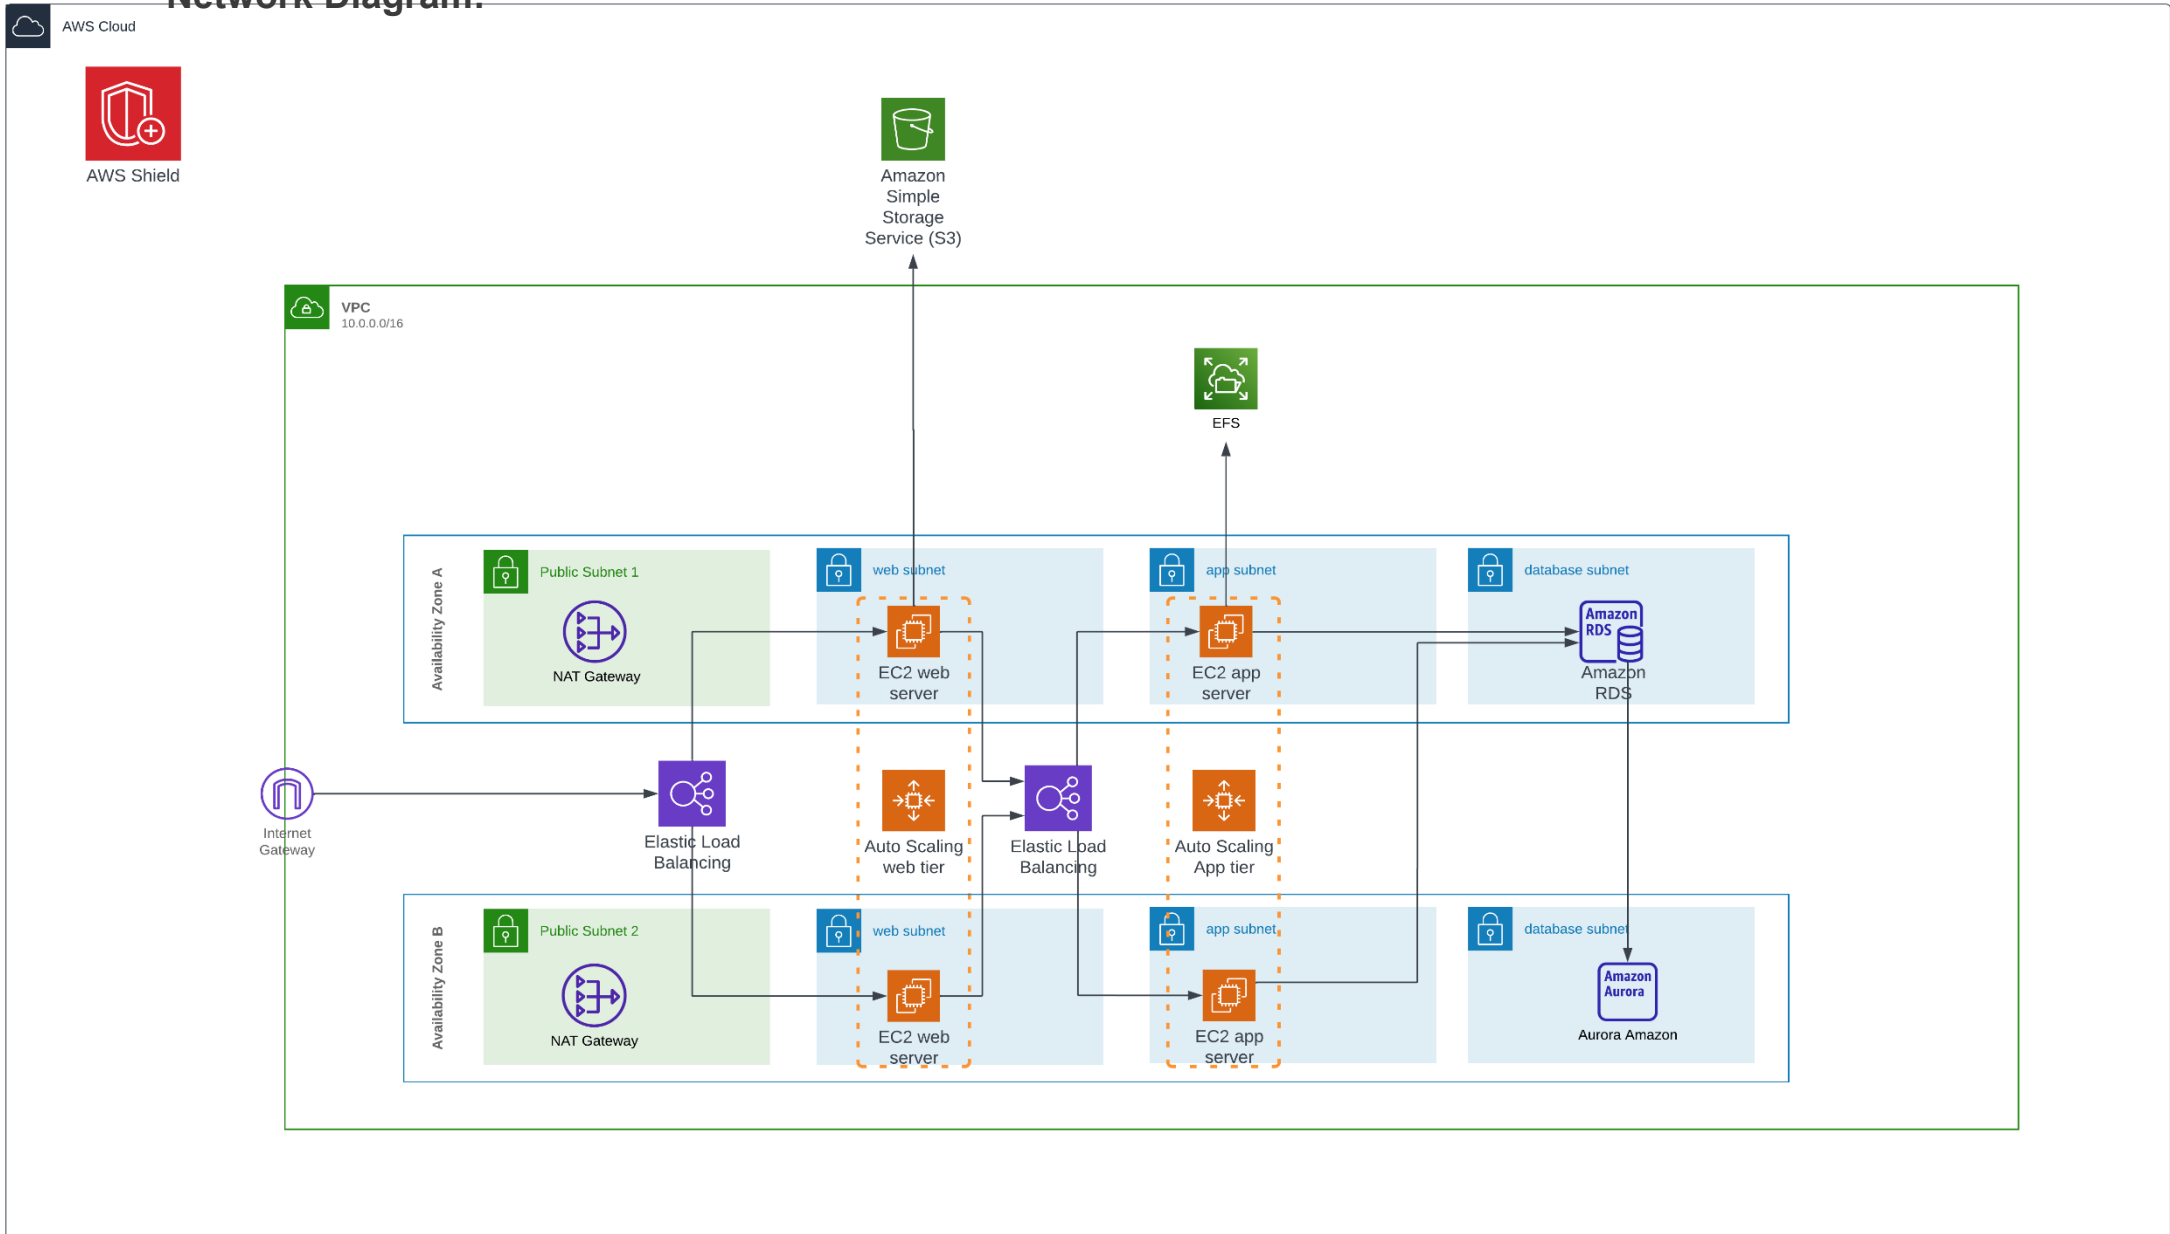 Network Diagram:
AWS Cloud
AWS Shield
Amazon
Simple
Storage
Service (S3)
VPC
10.0.0.0/16
EFS
Availability Zone A
Public Subnet 1
NAT Gateway
web subnet
EC2 web
server
app subnet
EC2 app
server
database subnet
Amazon
RDS
Amazon
RDS
Internet
Gateway
Elastic Load
Balancing
Auto Scaling
web tier
Elastic Load
Balancing
Auto Scaling
App tier
Availability Zone B
Public Subnet 2
NAT Gateway
web subnet
EC2 web
server
app subnet
EC2 app
server
database subnet
Amazon
Aurora
Aurora Amazon